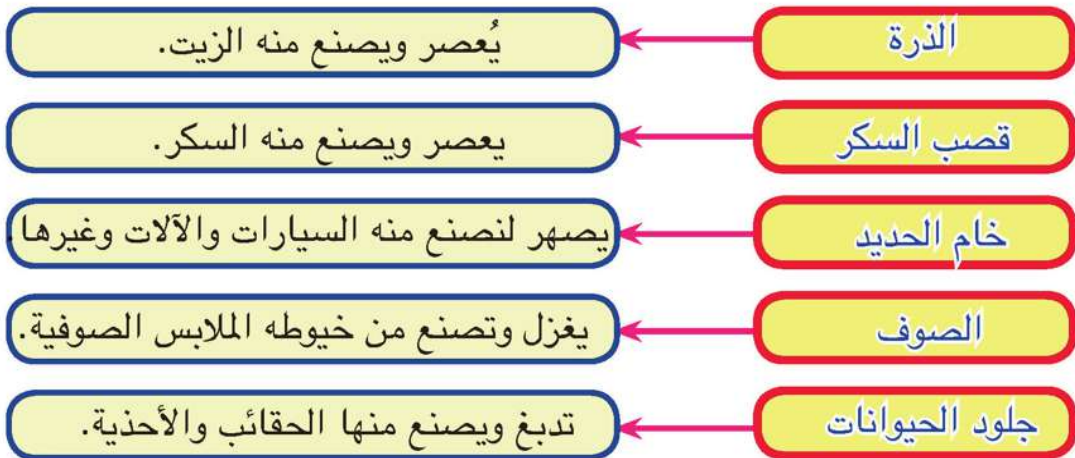 الذرة
يُعصر ويصنع منه الزيت.
قصب السكر
يعصر ويصنع منه السكر.
خام الحديد
يصهر لنصنع منه السيارات والآلات وغيرها.
الصوف
يغزل وتصنع من خيوطه الملابس الصوفية.
جلود الحيوانات
تدبغ ويصنع منها الحقائب والأحذية.